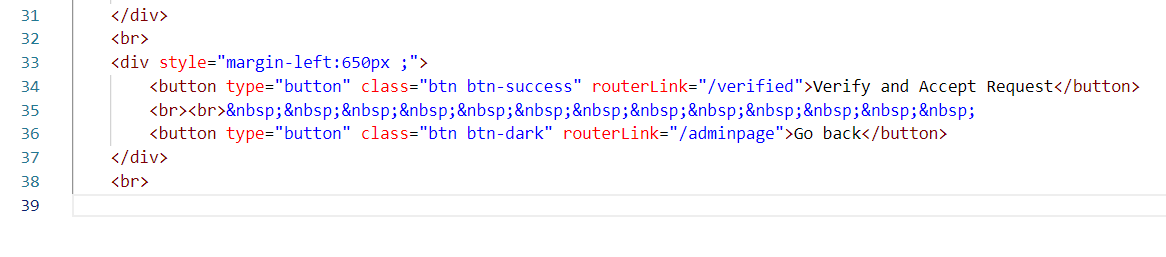 31 </div>
32 <br>
33 <div style="margin-left:650px ;">
34 <button type="button" class="btn btn-success" routerLink="/verified">Verify and Accept Request</button>
35 <br><br>&nbsp;&nbsp;&nbsp;&nbsp;&nbsp;&nbsp;&nbsp;&nbsp;&nbsp;&nbsp;&nbsp;&nbsp;&nbsp;
36 <button type="button" class="btn btn-dark" routerLink="/adminpage">Go back</button>
37 </div>
38 <br>
39